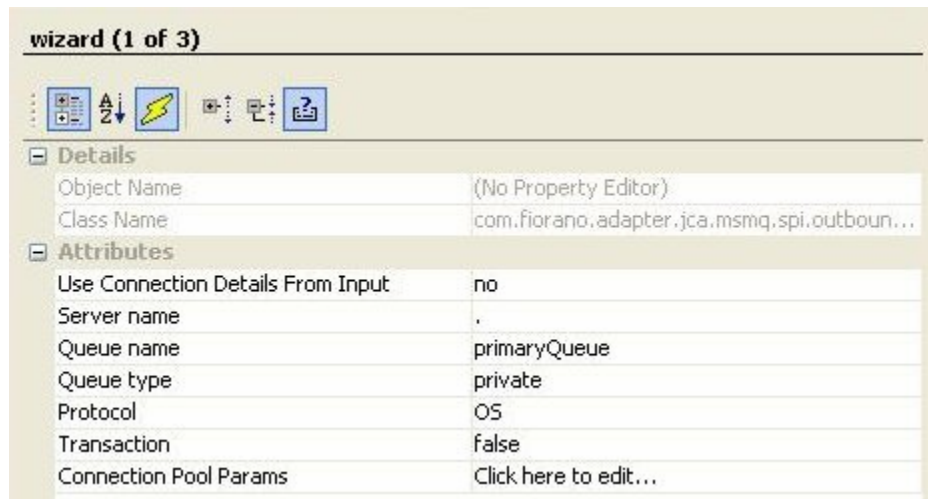 wizard (1 of 3)
Details
Object Name (No Property Editor)
Class Name com.fiorano.adapter.jca.msmq.spi.outboun...
Attributes
Use Connection Details From Input no
Server name .
Queue name primaryQueue
Queue type private
Protocol OS
Transaction false
Connection Pool Params Click here to edit...